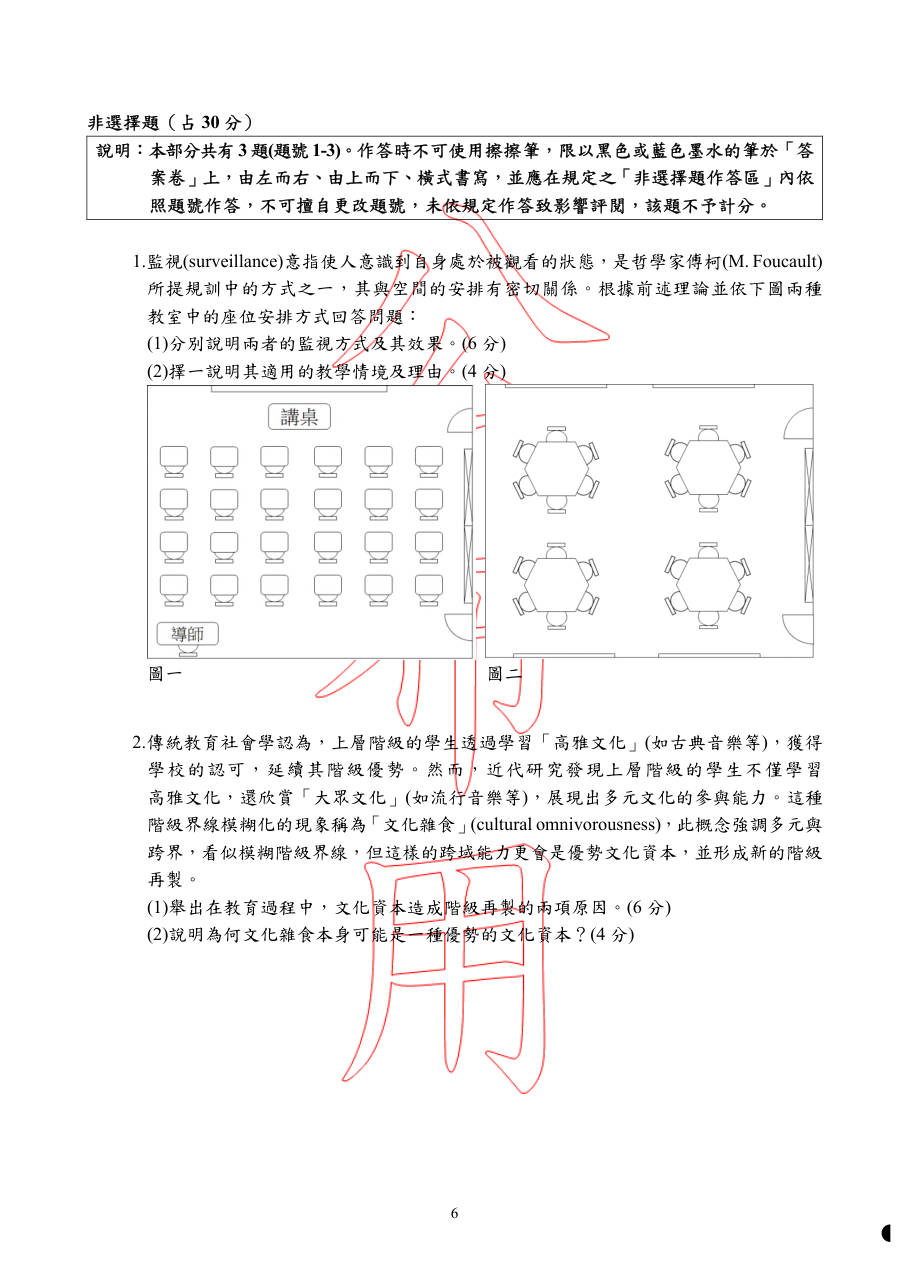 非選擇題（占 30 分）
說明：本部分共有 3 題(題號 1-3)。作答時不可使用擦擦筆，限以黑色或藍色墨水的筆於「答
案卷」上，由左而右、由上而下、橫式書寫，並應在規定之「非選擇題作答區」內依
照題號作答，不可擅自更改題號，未依規定作答致影響評閱，該題不予計分。
1.監視(surveillance)意指使人意識到自身處於被觀看的狀態，是哲學家傅柯(M. Foucault)
所提規訓中的方式之一，其與空間的安排有密切關係。根據前述理論並依下圖兩種
教室中的座位安排方式回答問題：
(1)分別說明兩者的監視方式及其效果。(6 分)
(2)擇一說明其適用的教學情境及理由。(4 分)
講桌
導師
圖一
圖二
2.傳統教育社會學認為，上層階級的學生透過學習「高雅文化」(如古典音樂等)，獲得
學校的認可，延續其階級優勢。然而，近代研究發現上層階級的學生不僅學習
高雅文化，還欣賞「大眾文化」(如流行音樂等)，展現出多元文化的參與能力。這種
階級界線模糊化的現象稱為「文化雜食」(cultural omnivorousness)，此概念強調多元與
跨界，看似模糊階級界線，但這樣的跨域能力更會是優勢文化資本，並形成新的階級
再製。
(1)舉出在教育過程中，文化資本造成階級再製的兩項原因。(6 分)
(2)說明為何文化雜食本身可能是一種優勢的文化資本？(4 分)
6